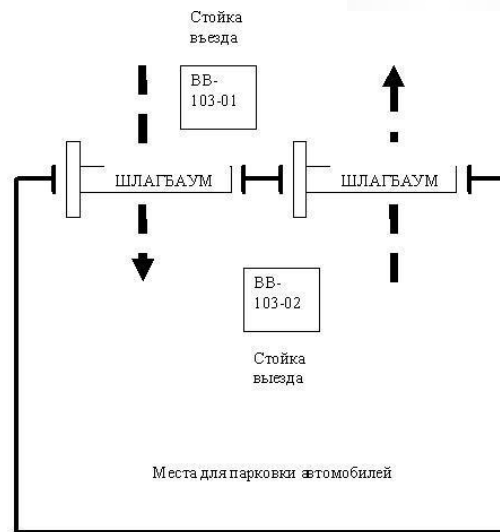 Стойка
въезда
ВВ-
103-01
ШЛАГБАУМ ШЛАГБАУМ
ВВ-
103-02
Стойка
выезда
Места для парковки автомобилей